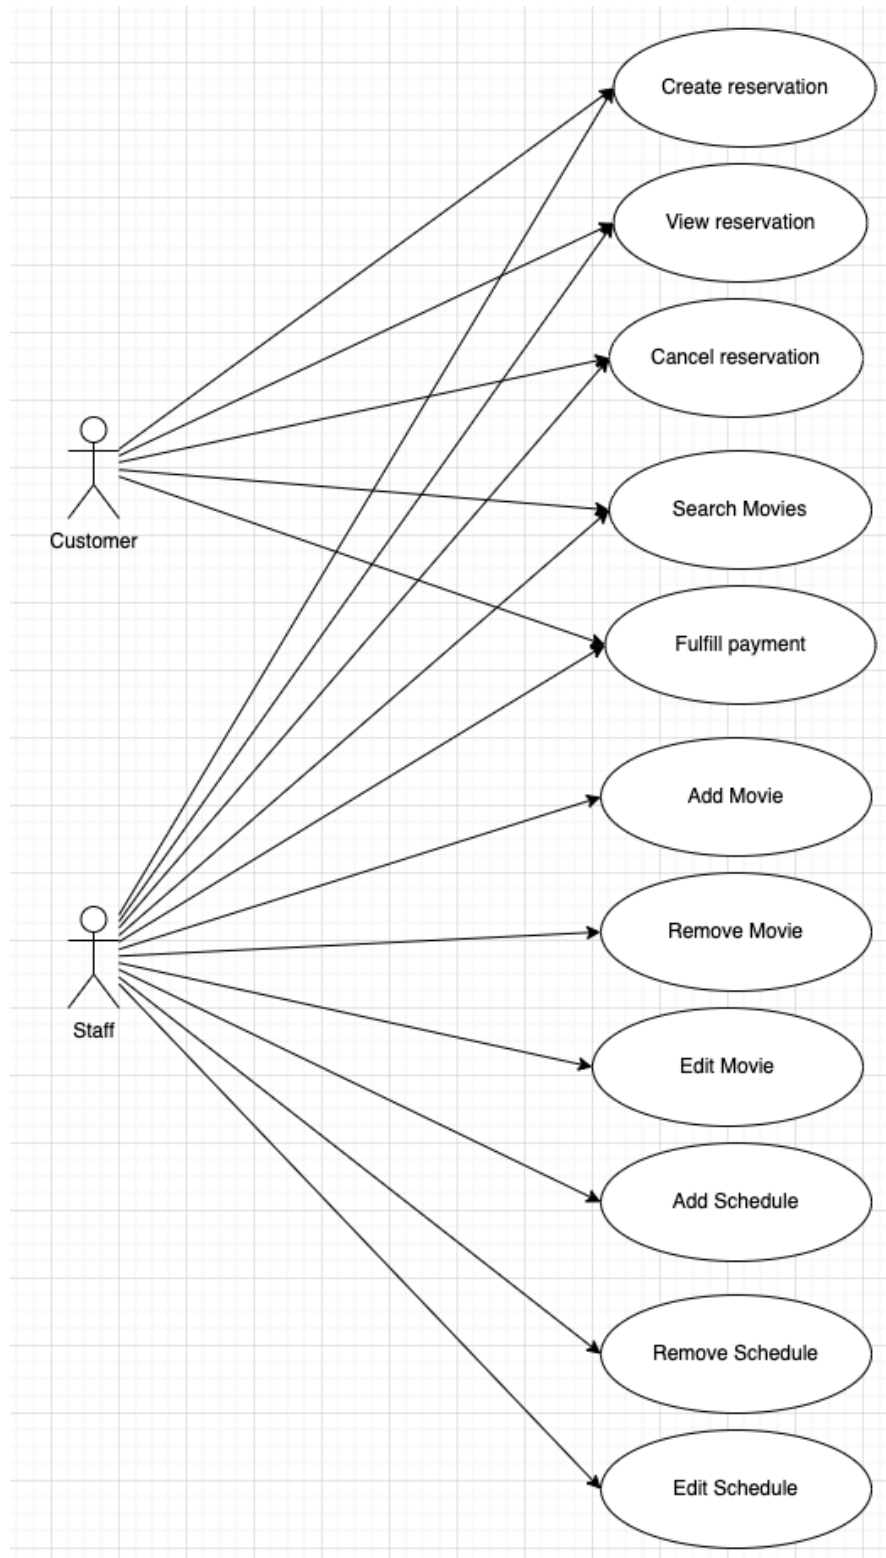 Create reservation
View reservation
Cancel reservation
Customer
Search Movies
Fulfill payment
Add Movie
Remove Movie
Staff
Edit Movie
Add Schedule
Remove Schedule
Edit Schedule